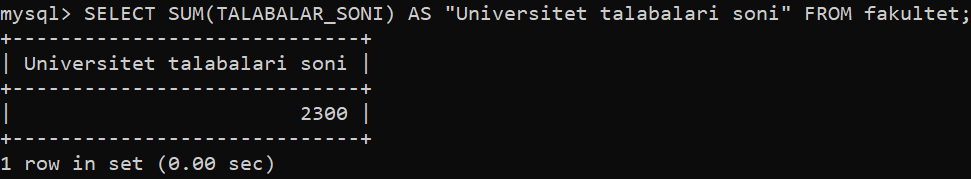 mysql> SELECT SUM(TALABALAR_SONI) AS "Universitet talabalari soni" FROM fakultet;
+-----------------------------+
| Universitet talabalari soni |
+-----------------------------+
|                        2300 |
+-----------------------------+
1 row in set (0.00 sec)